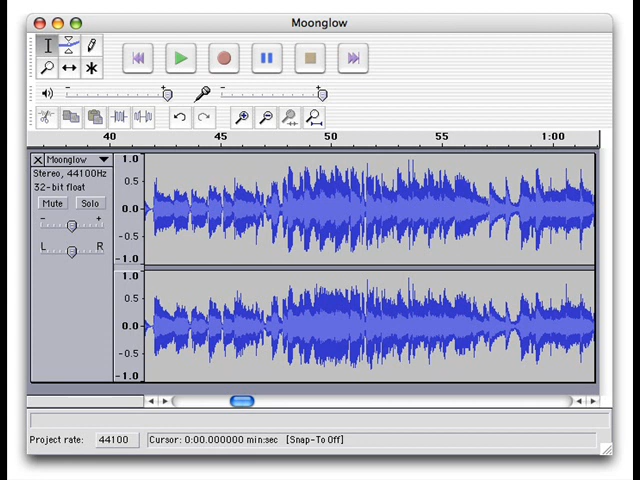 Moonglow
- +
- +
40 45 50 55 1:00
X Moonglow
Stereo, 44100Hz
32-bit float
Mute Solo
- +
L R
1.0
0.5
0.0
-0.5
-1.0
1.0
0.5
0.0
-0.5
-1.0
Project rate: 44100 Cursor: 0:00.000000 min:sec [Snap-To Off]